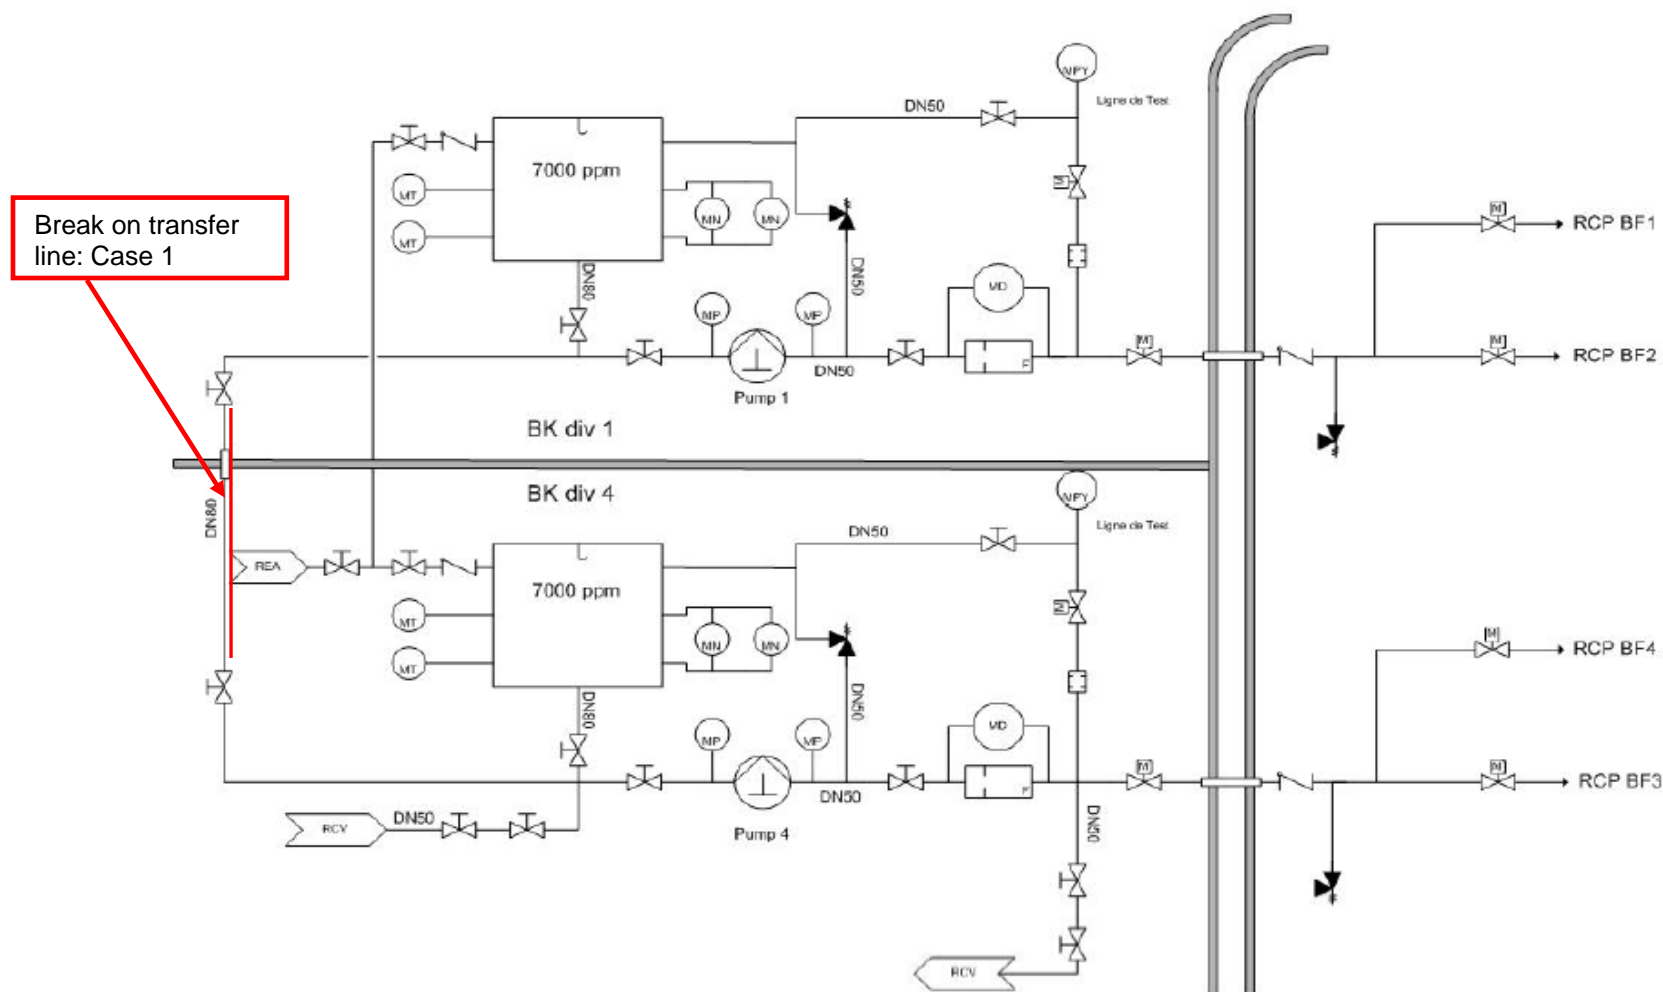 MFY
Ligne de Test
DN50
7000 ppm
MT
MN
MN
MT
Break on transfer
line: Case 1
M
M
RCP BF1
DN80
DN50
MD
MP
MP
M
M
RCP BF2
F
DN50
Pump 1
BK div 1
BK div 4
MFY
DN80
Ligne de Test
DN50
REA
7000 ppm
M
MT
MN
MN
M
RCP BF4
MT
DN80
DN50
MD
MP
MP
M
M
RCP BF3
F
DN50
RCV
DN50
Pump 4
DN50
RCV